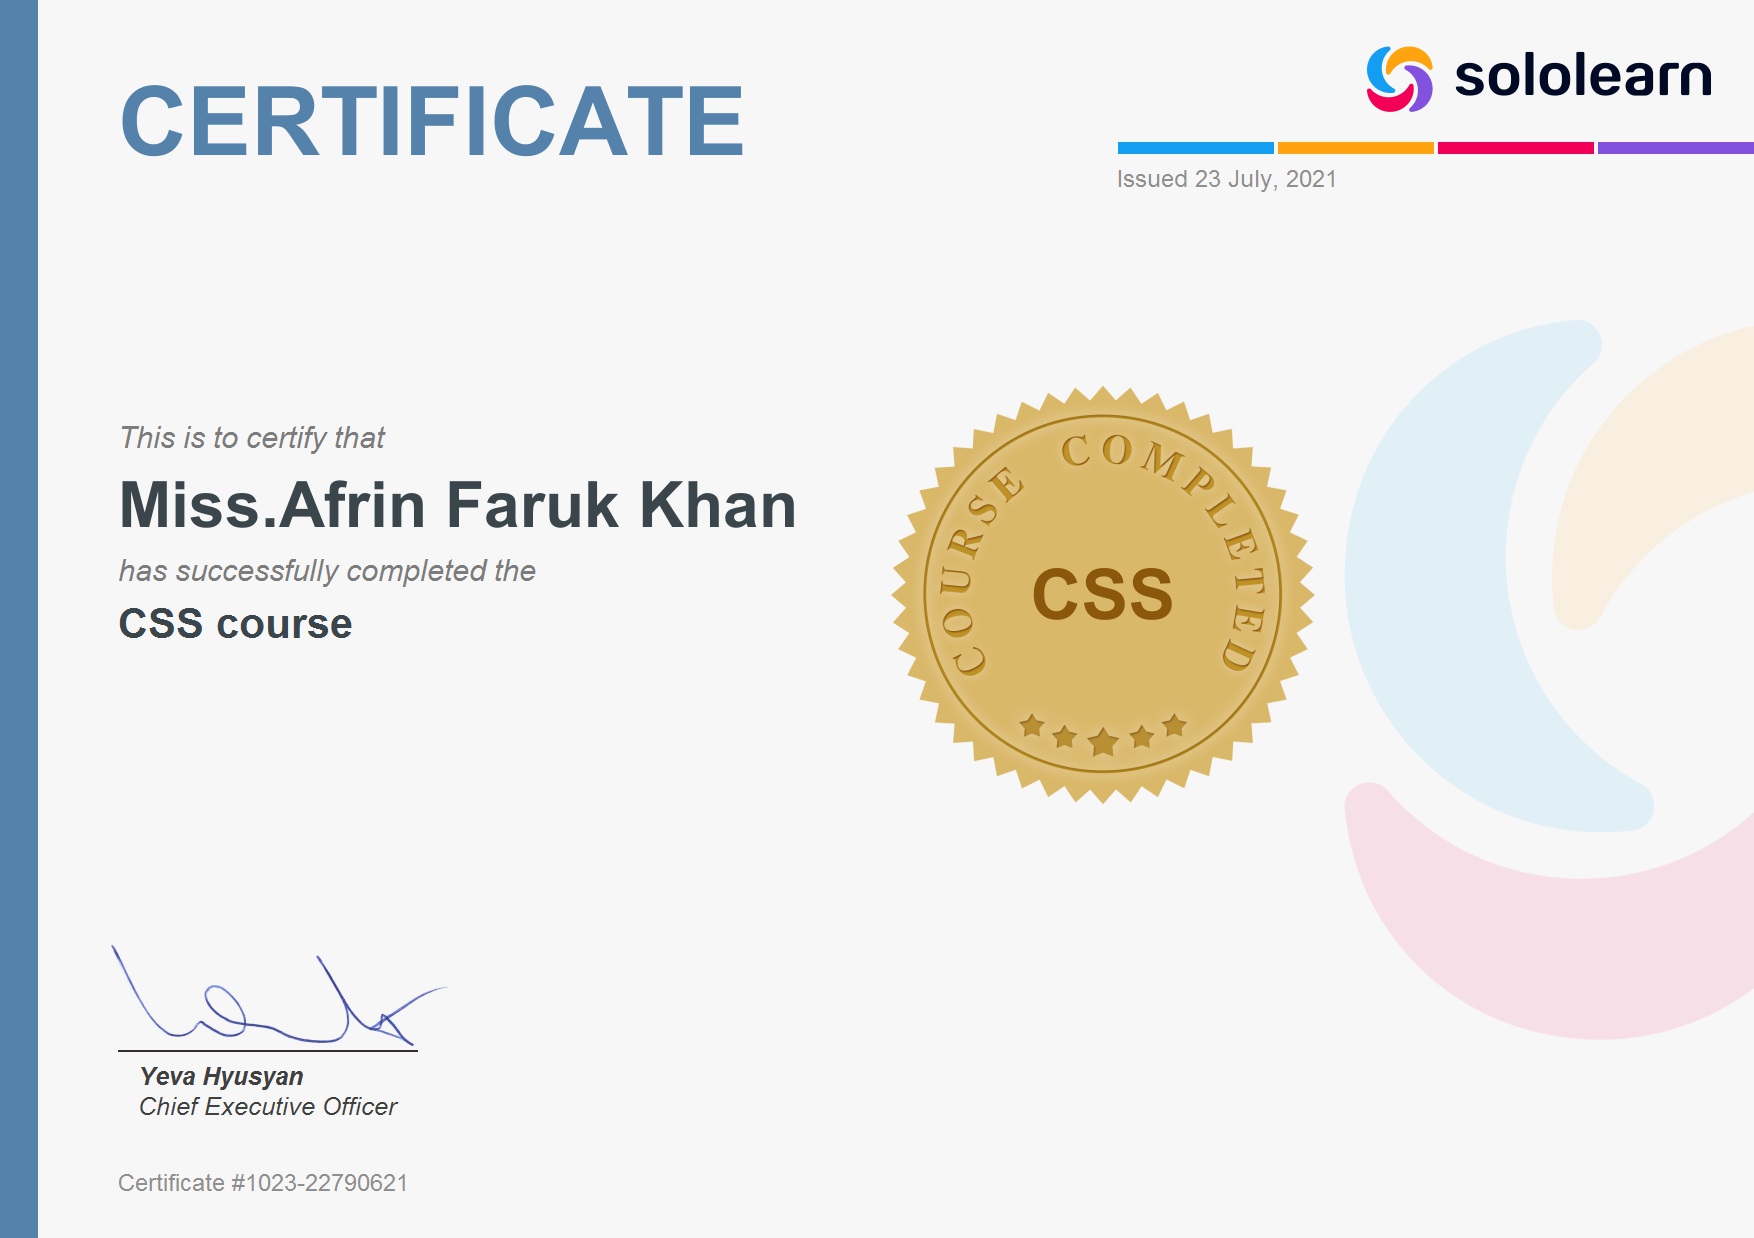 sololearn
CERTIFICATE
Issued 23 July, 2021
This is to certify that
Miss.Afrin Faruk Khan
has successfully completed the
CSS course
COURSE COMPLETED
CSS
Yeva Hyusyan
Chief Executive Officer
Certificate #1023-22790621